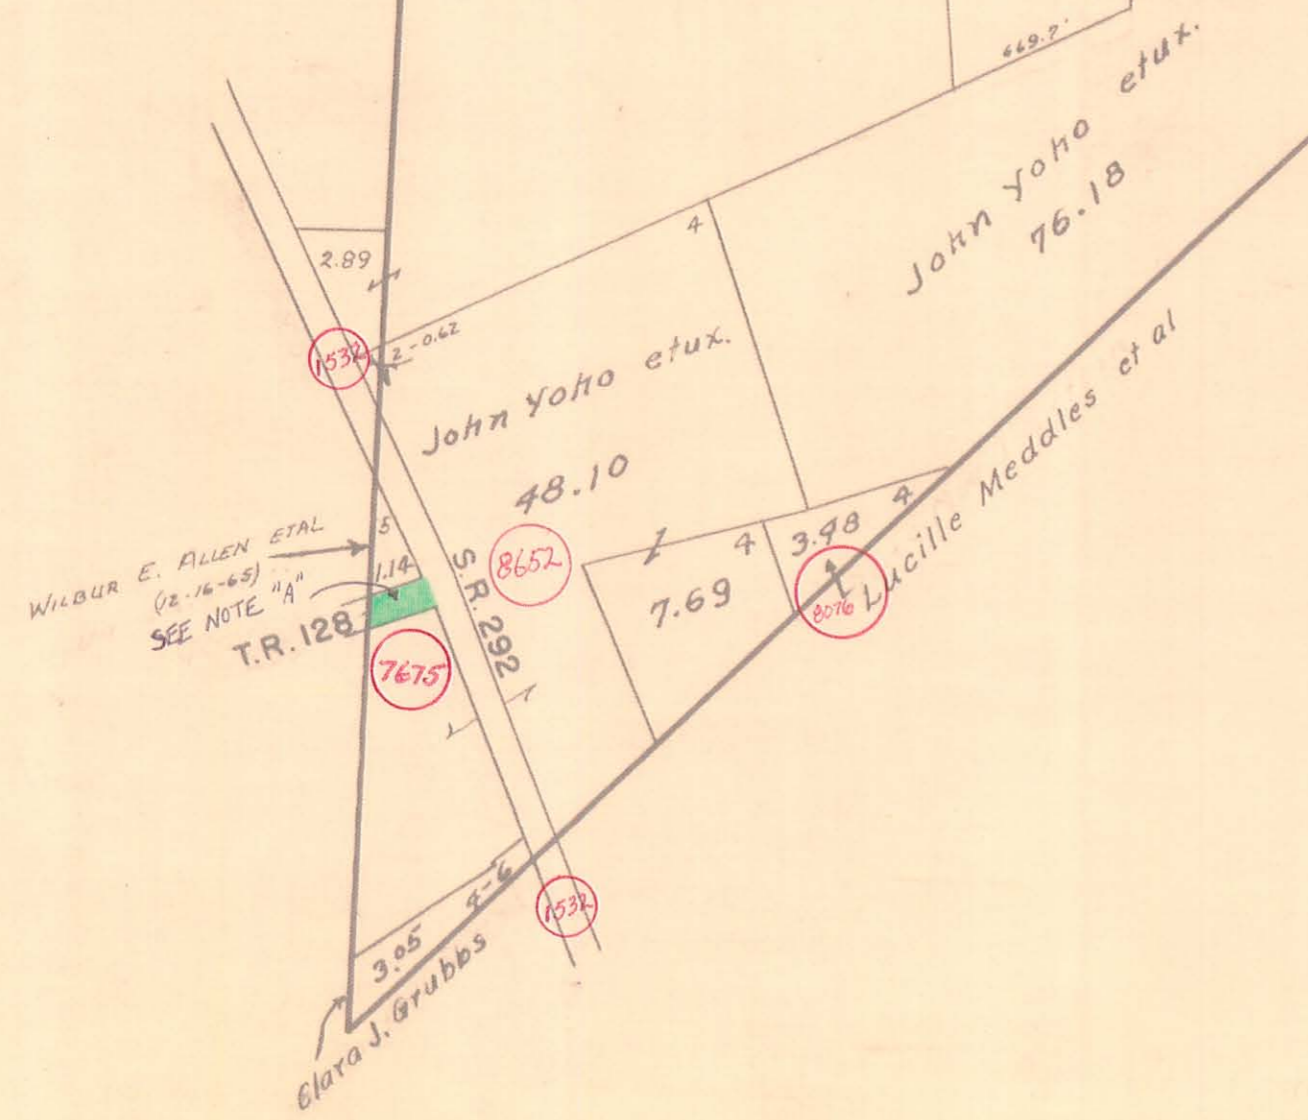 669.7'
John Yoho etux.
76.18
4
2.89
1532
2-0.62
John Yoho etux.
48.10
Lucille Meddles et al
4
3.98
4
7.69
8652
8076
5
WILBUR E. ALLEN ETAL
(12-16-65)
SEE NOTE "A"
1.14
T.R. 128
S.R. 292
7675
4-6
3.05
1532
Clara J. Grubbs